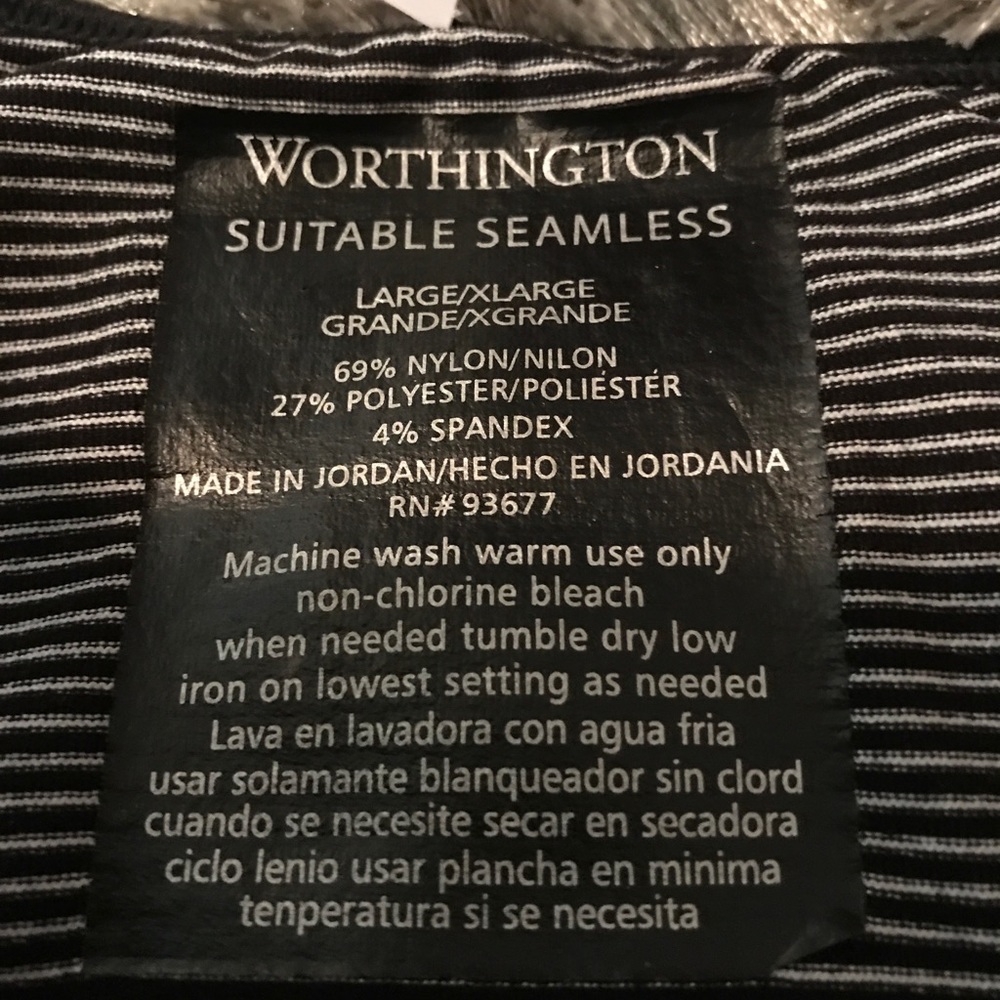 WORTHINGTON
SUITABLE SEAMLESS
LARGE/XLARGE
GRANDE/XGRANDE
69% NYLON/NILON
27% POLYESTER/POLIÉSTÉR
4% SPANDEX
MADE IN JORDAN/HECHO EN JORDANIA
RN# 93677
Machine wash warm use only
non-chlorine bleach
when needed tumble dry low
iron on lowest setting as needed
Lava en lavadora con agua fria
usar solamante blanqueador sin clord
cuando se necesite secar en secadora
ciclo lenio usar plancha en minima
tenperatura si se necesita